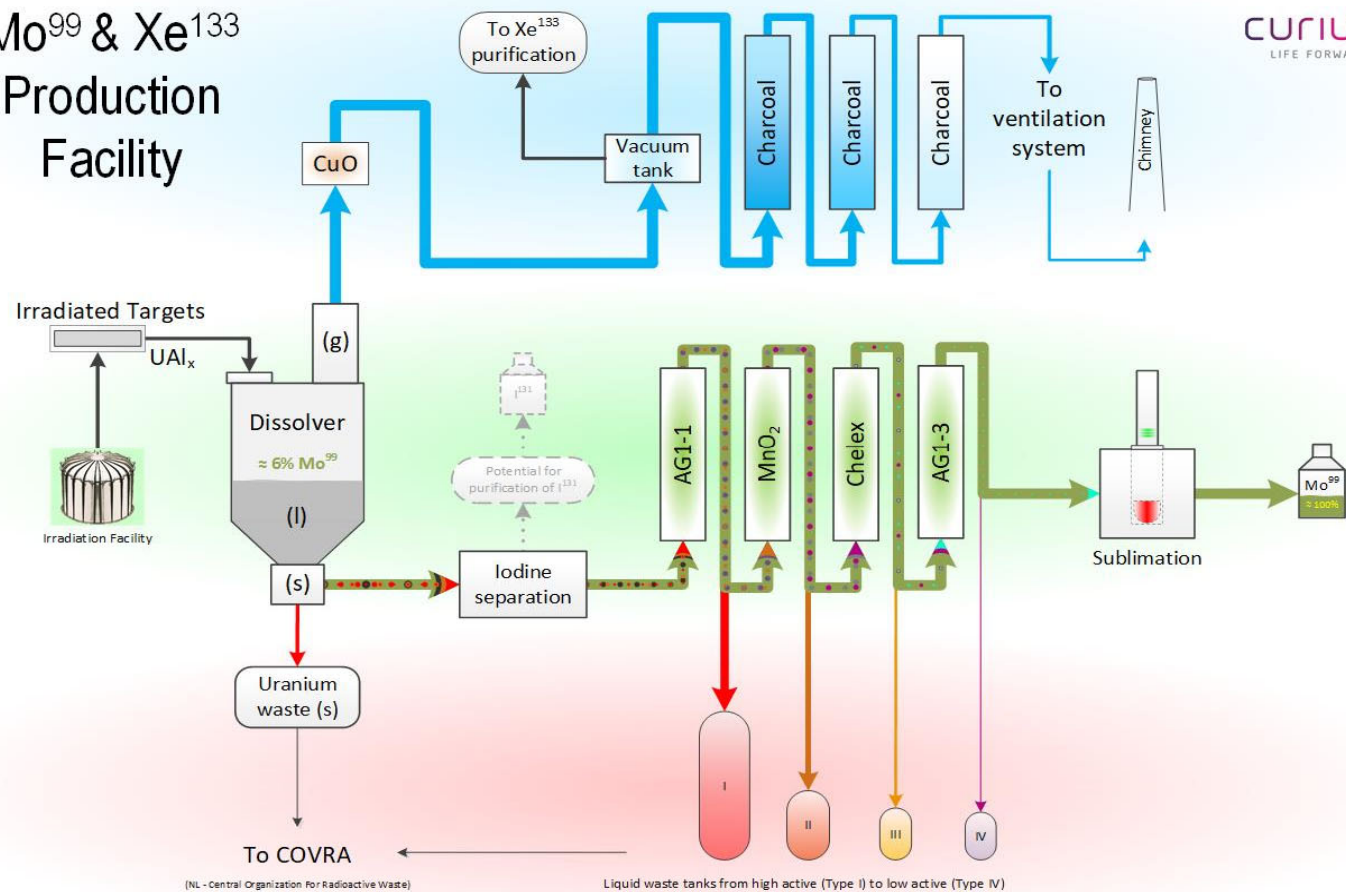 Mo⁹⁹ & Xe¹³³
Production
Facility
To Xe¹³³
purification
CuO
Vacuum
tank
Charcoal
Charcoal
Charcoal
To
ventilation
system
Chimney
LIFE FORWA
Irradiated Targets
UAlₓ
Irradiation Facility
(g)
Dissolver
≈ 6% Mo⁹⁹
(l)
(s)
I¹³¹
Potential for
purification of I¹³¹
Iodine
separation
AG1-1
MnO₂
Chelex
AG1-3
Sublimation
Mo⁹⁹
≈ 100%
Uranium
waste (s)
I
II
III
IV
To COVRA
(NL - Central Organization For Radioactive Waste)
Liquid waste tanks from high active (Type I) to low active (Type IV)